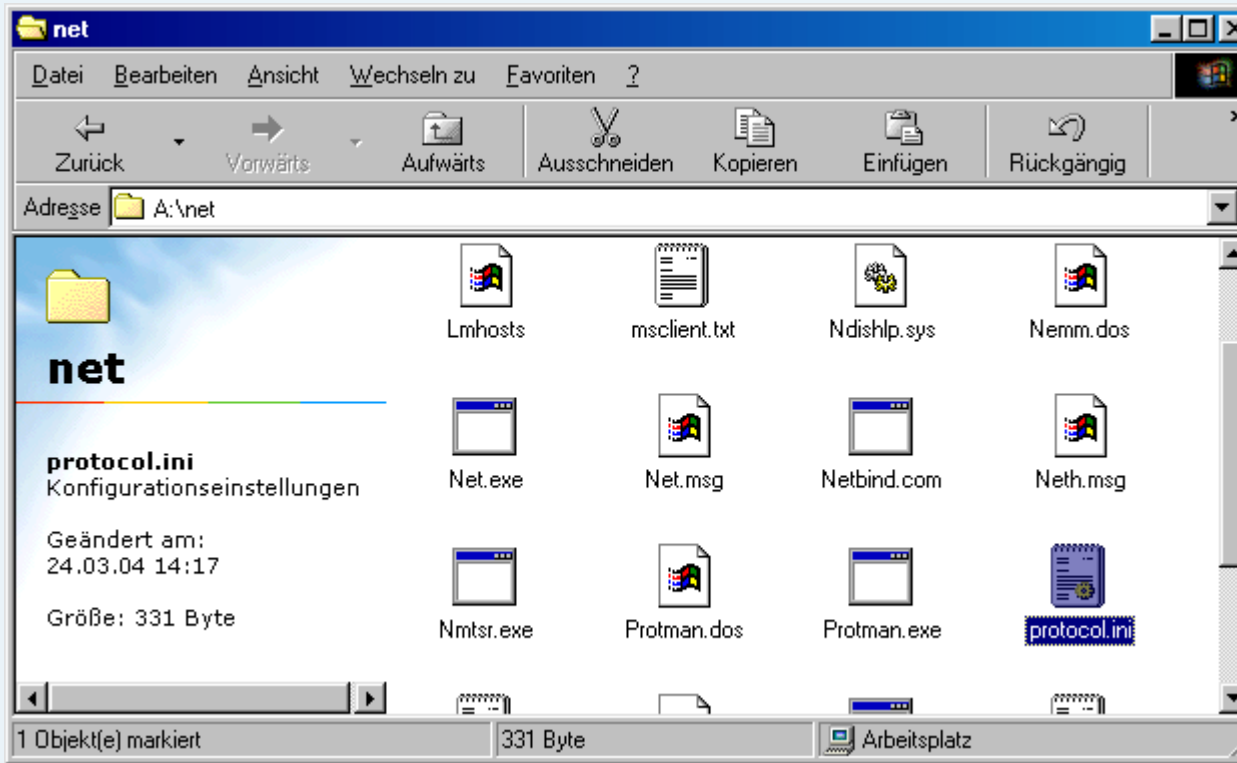 net
Datei Bearbeiten Ansicht Wechseln zu Favoriten ?
Zurück Vorwärts Aufwärts Ausschneiden Kopieren Einfügen Rückgängig
Adresse A:\net
net
protocol.ini
Konfigurationseinstellungen
Geändert am:
24.03.04 14:17
Größe: 331 Byte
Lmhosts msclient.txt Ndishlp.sys Nemm.dos
Net.exe Net.msg Netbind.com Neth.msg
Nmtsr.exe Protman.dos Protman.exe protocol.ini
1 Objekt(e) markiert 331 Byte Arbeitsplatz